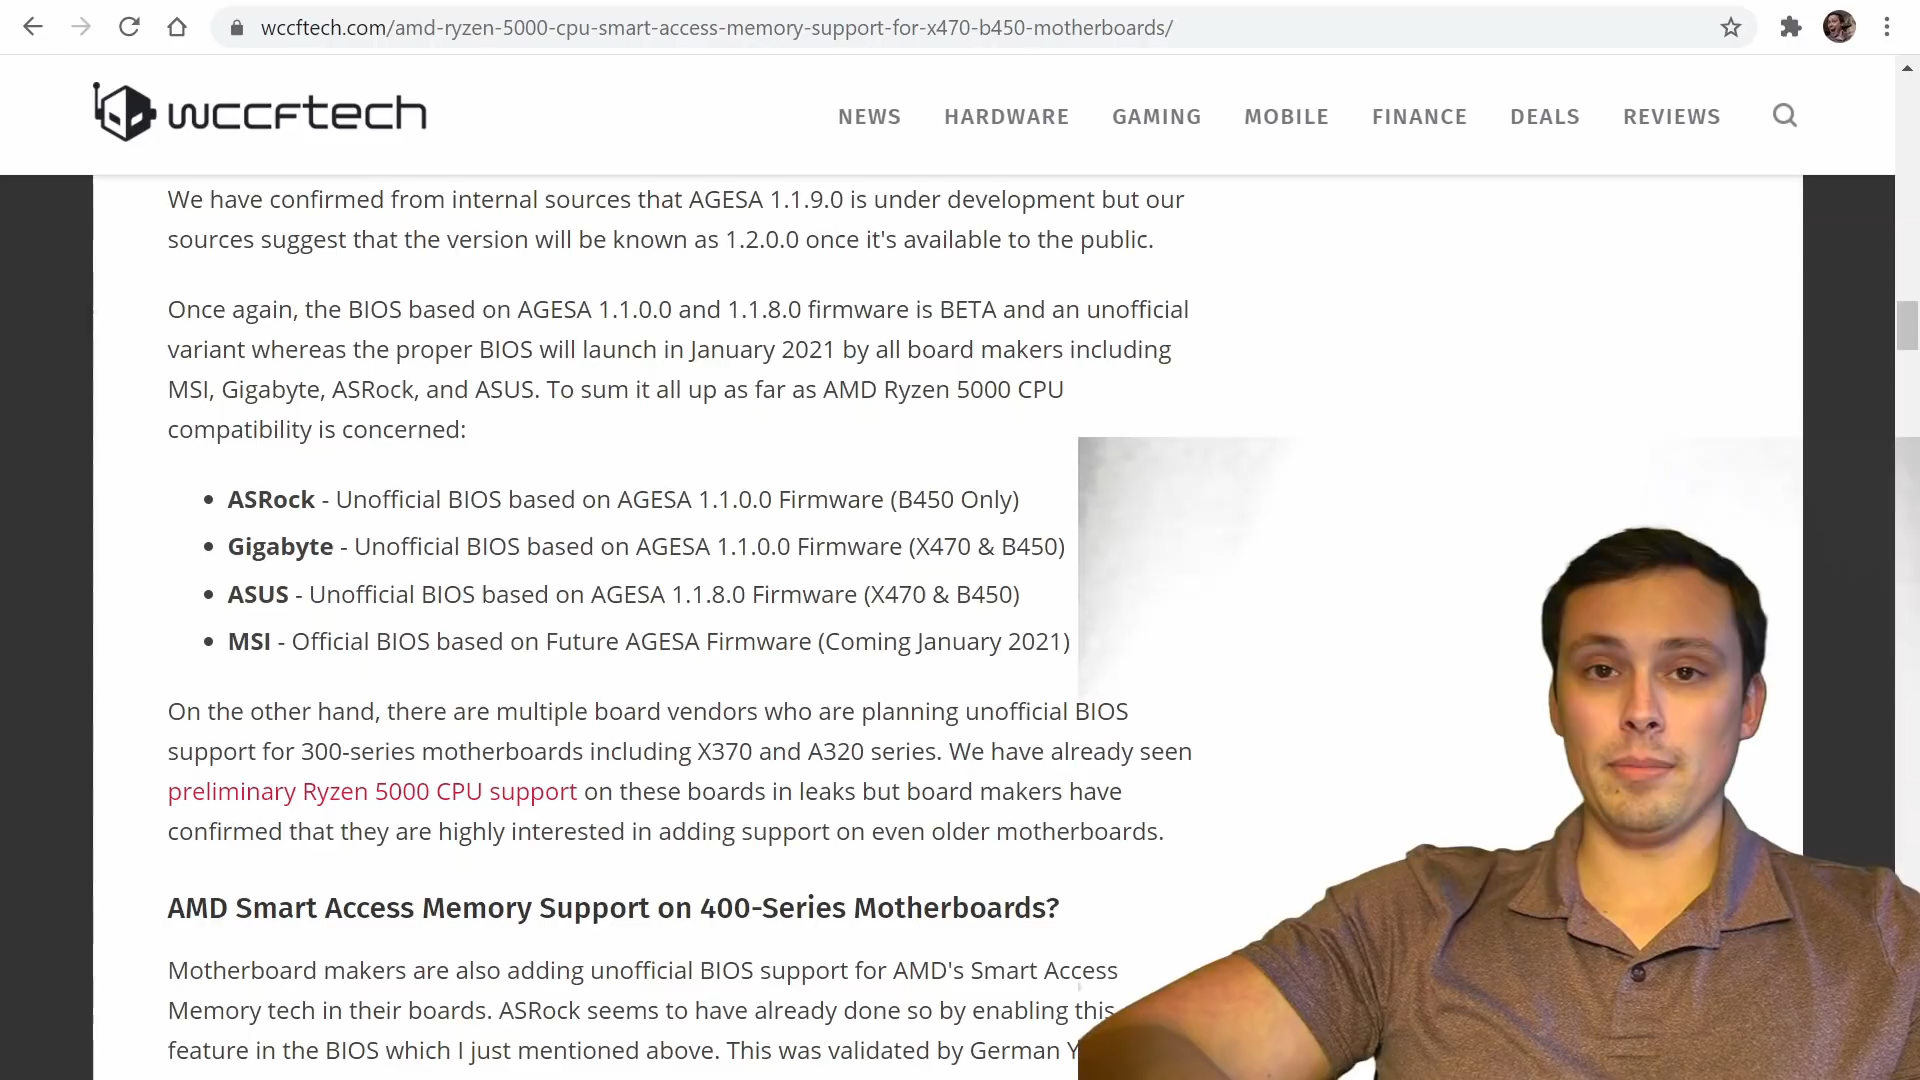 wccftech.com/amd-ryzen-5000-cpu-smart-access-memory-support-for-x470-b450-motherboards/
wccftech
NEWS HARDWARE GAMING MOBILE FINANCE DEALS REVIEWS
We have confirmed from internal sources that AGESA 1.1.9.0 is under development but our
sources suggest that the version will be known as 1.2.0.0 once it's available to the public.
Once again, the BIOS based on AGESA 1.1.0.0 and 1.1.8.0 firmware is BETA and an unofficial
variant whereas the proper BIOS will launch in January 2021 by all board makers including
MSI, Gigabyte, ASRock, and ASUS. To sum it all up as far as AMD Ryzen 5000 CPU
compatibility is concerned:
• ASRock - Unofficial BIOS based on AGESA 1.1.0.0 Firmware (B450 Only)
• Gigabyte - Unofficial BIOS based on AGESA 1.1.0.0 Firmware (X470 & B450)
• ASUS - Unofficial BIOS based on AGESA 1.1.8.0 Firmware (X470 & B450)
• MSI - Official BIOS based on Future AGESA Firmware (Coming January 2021)
On the other hand, there are multiple board vendors who are planning unofficial BIOS
support for 300-series motherboards including X370 and A320 series. We have already seen
preliminary Ryzen 5000 CPU support on these boards in leaks but board makers have
confirmed that they are highly interested in adding support on even older motherboards.
AMD Smart Access Memory Support on 400-Series Motherboards?
Motherboard makers are also adding unofficial BIOS support for AMD's Smart Access
Memory tech in their boards. ASRock seems to have already done so by enabling this
feature in the BIOS which I just mentioned above. This was validated by German